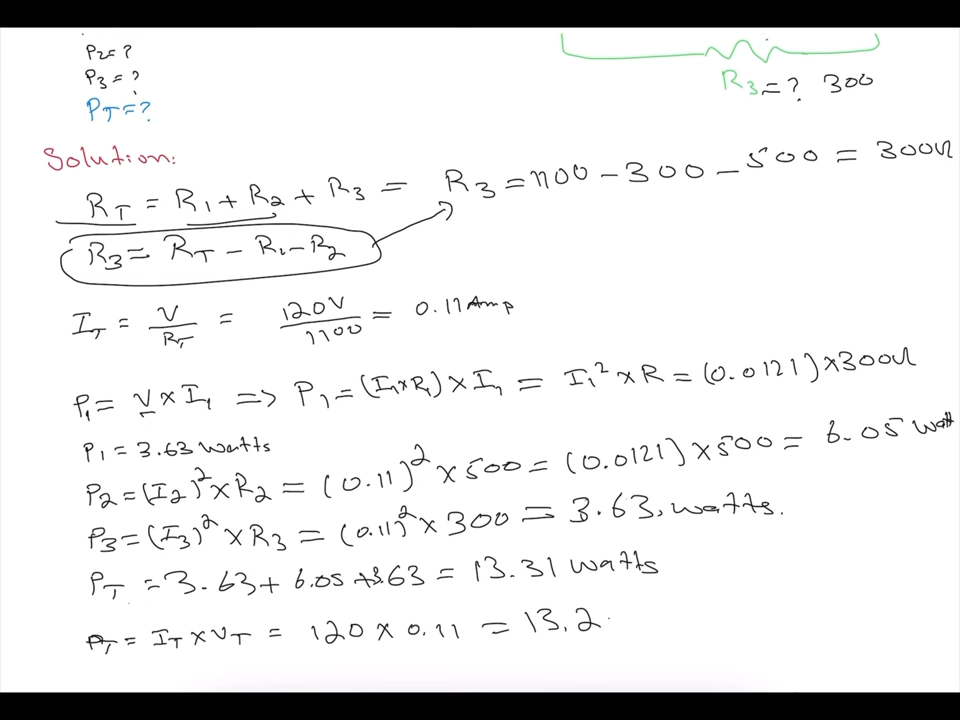 P2=?
P3=?
PT=?
R3=? 300
Solution:
RT = R1+R2+R3 = R3=1100-300-500=300Ω
R3=RT-R1-R2
IT = V/RT = 120V/1100 = 0.11 Amp
P1=V×I1 => P1=(I1×R1)×I1 = I1²×R=(0.0121)×300Ω
P1=3.63 watts
P2=(I2)²×R2=(0.11)²×500=(0.0121)×500=6.05 watt
P3=(I3)²×R3=(0.11)²×300=3.63 watts.
PT=3.63+6.05+3.63=13.31 watts
PT=IT×VT=120×0.11=13.2